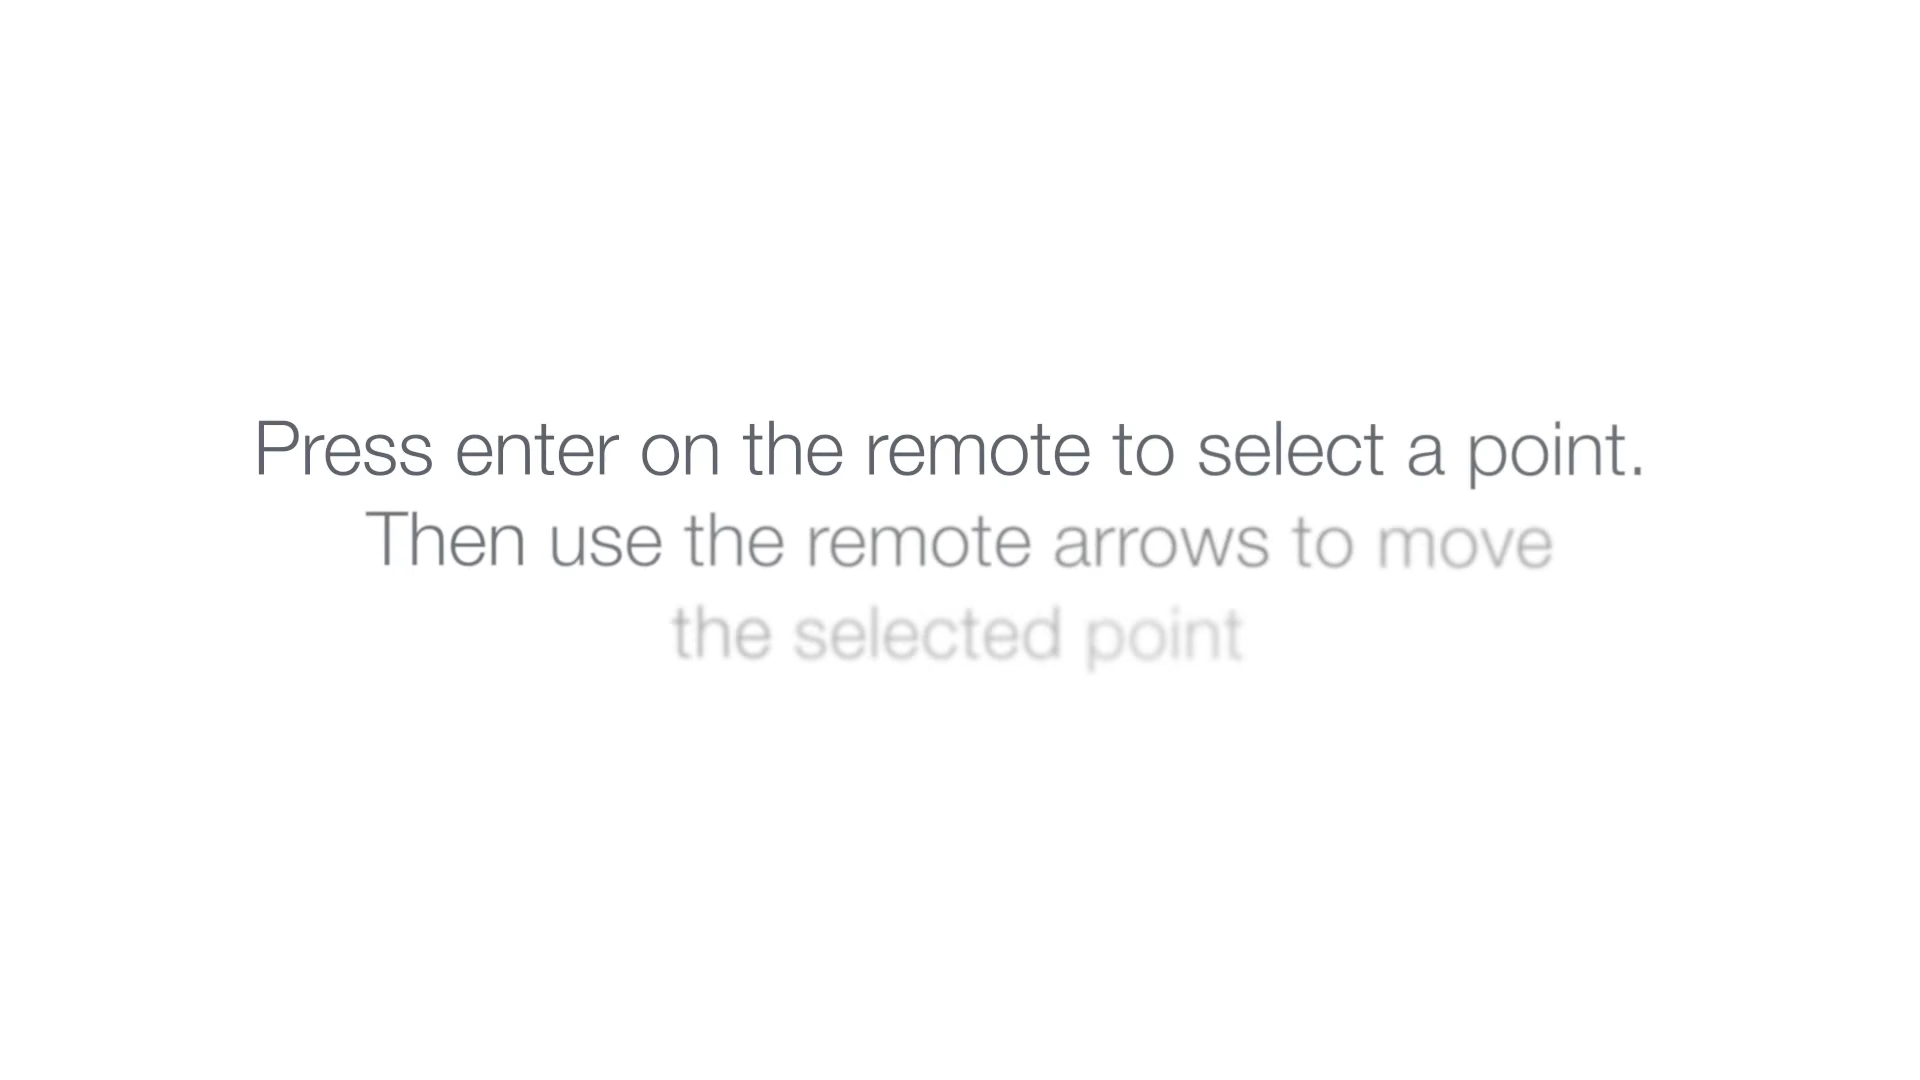 Press enter on the remote to select a point.
Then use the remote arrows to move
the selected point